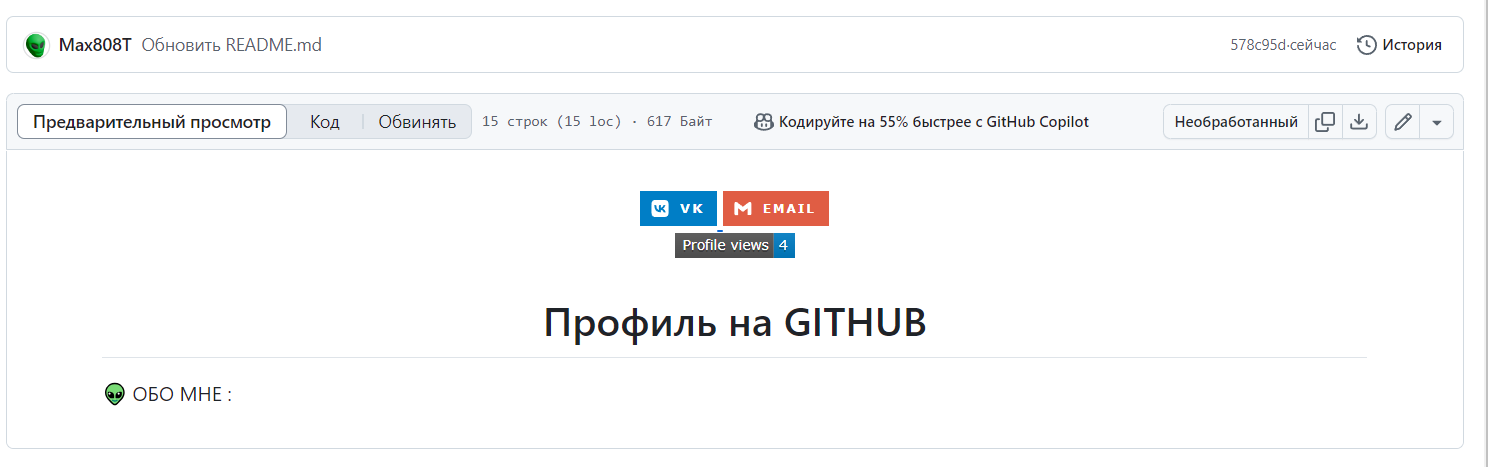 Max808T Обновить README.md 578c95d·сейчас История
Предварительный просмотр Код Обвинять 15 строк (15 loc) · 617 Байт Кодируйте на 55% быстрее с GitHub Copilot Необработанный
VK EMAIL
Profile views 4
Профиль на GITHUB
👽 ОБО МНЕ :